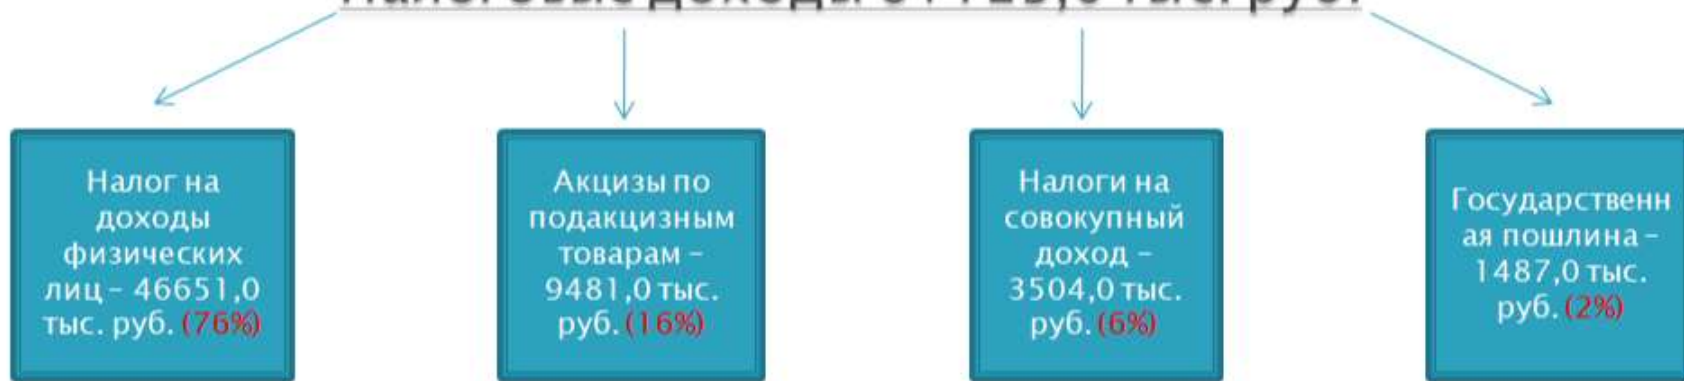 Налог на
доходы
физических
лиц – 46651,0
тыс. руб. (76%)
Акцизы по
подакцизным
товарам –
9481,0 тыс.
руб. (16%)
Налоги на
совокупный
доход –
3504,0 тыс.
руб. (6%)
Государственн
ая пошлина –
1487,0 тыс.
руб. (2%)